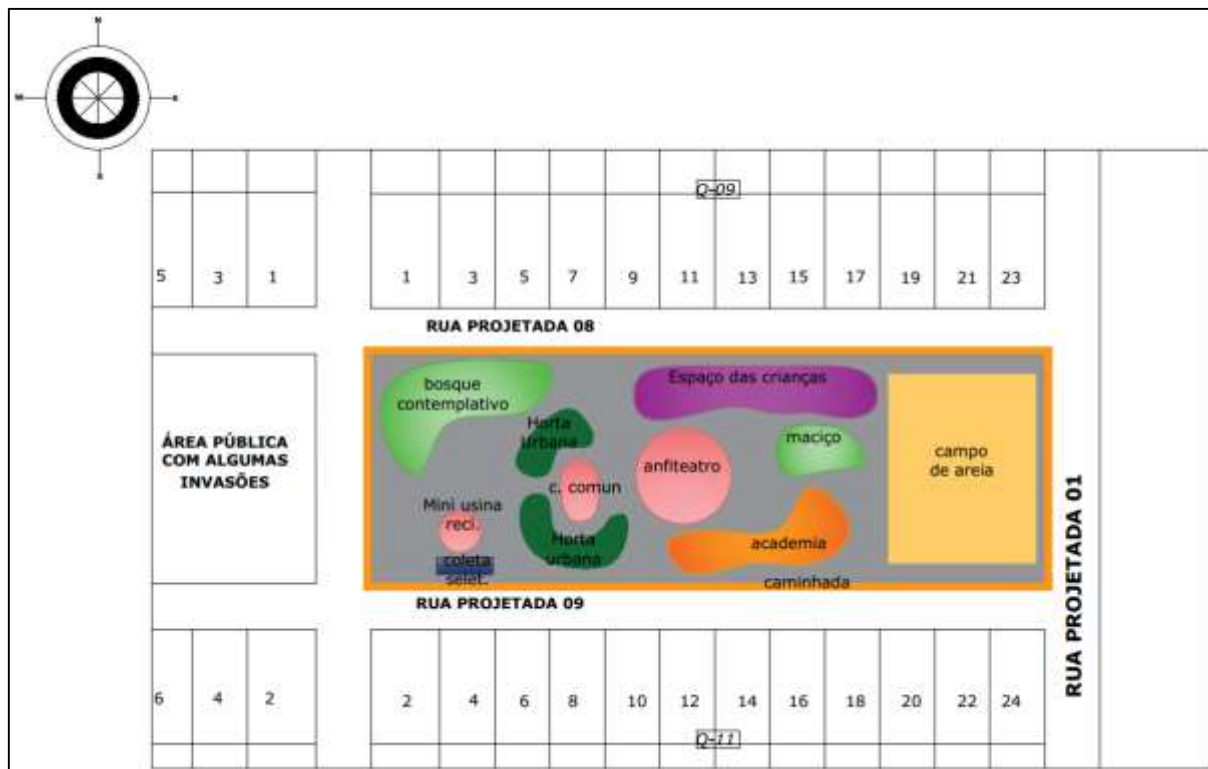 N
E
S
Q-09
5
3
1
1
3
5
7
9
11
13
15
17
19
21
23
RUA PROJETADA 08
bosque
contemplativo
Espaço das crianças
Horta
Urbana
maciço
ÁREA PÚBLICA
COM ALGUMAS
INVASÕES
anfiteatro
campo
de areia
c. comun
Mini usina
reci.
Horta
urbana
academia
coleta
selet.
caminhada
RUA PROJETADA 09
RUA PROJETADA 01
6
4
2
2
4
6
8
10
12
14
16
18
20
22
24
Q-11